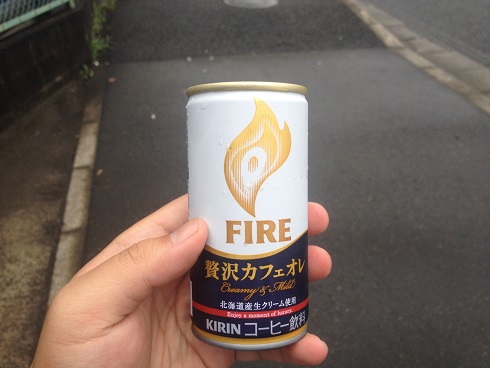 FIRE
贅沢カフェオレ
Creamy & Mild
北海道産生クリーム使用
Enjoy a moment of luxury.
KIRIN コーヒー飲料